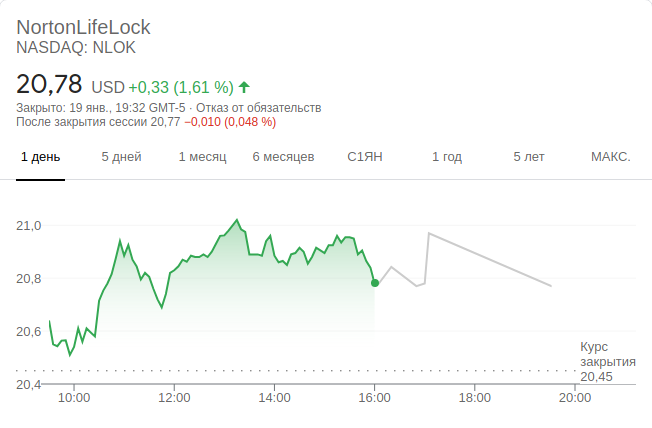 NortonLifeLock
NASDAQ: NLOK
20,78 USD +0,33 (1,61 %)
Закрыто: 19 янв., 19:32 GMT-5 · Отказ от обязательств
После закрытия сессии 20,77 −0,010 (0,048 %)
1 день 5 дней 1 месяц 6 месяцев С1ЯН 1 год 5 лет МАКС.
21,0
20,8
20,6
Курс
закрытия
20,45
20,4
10:00 12:00 14:00 16:00 18:00 20:00